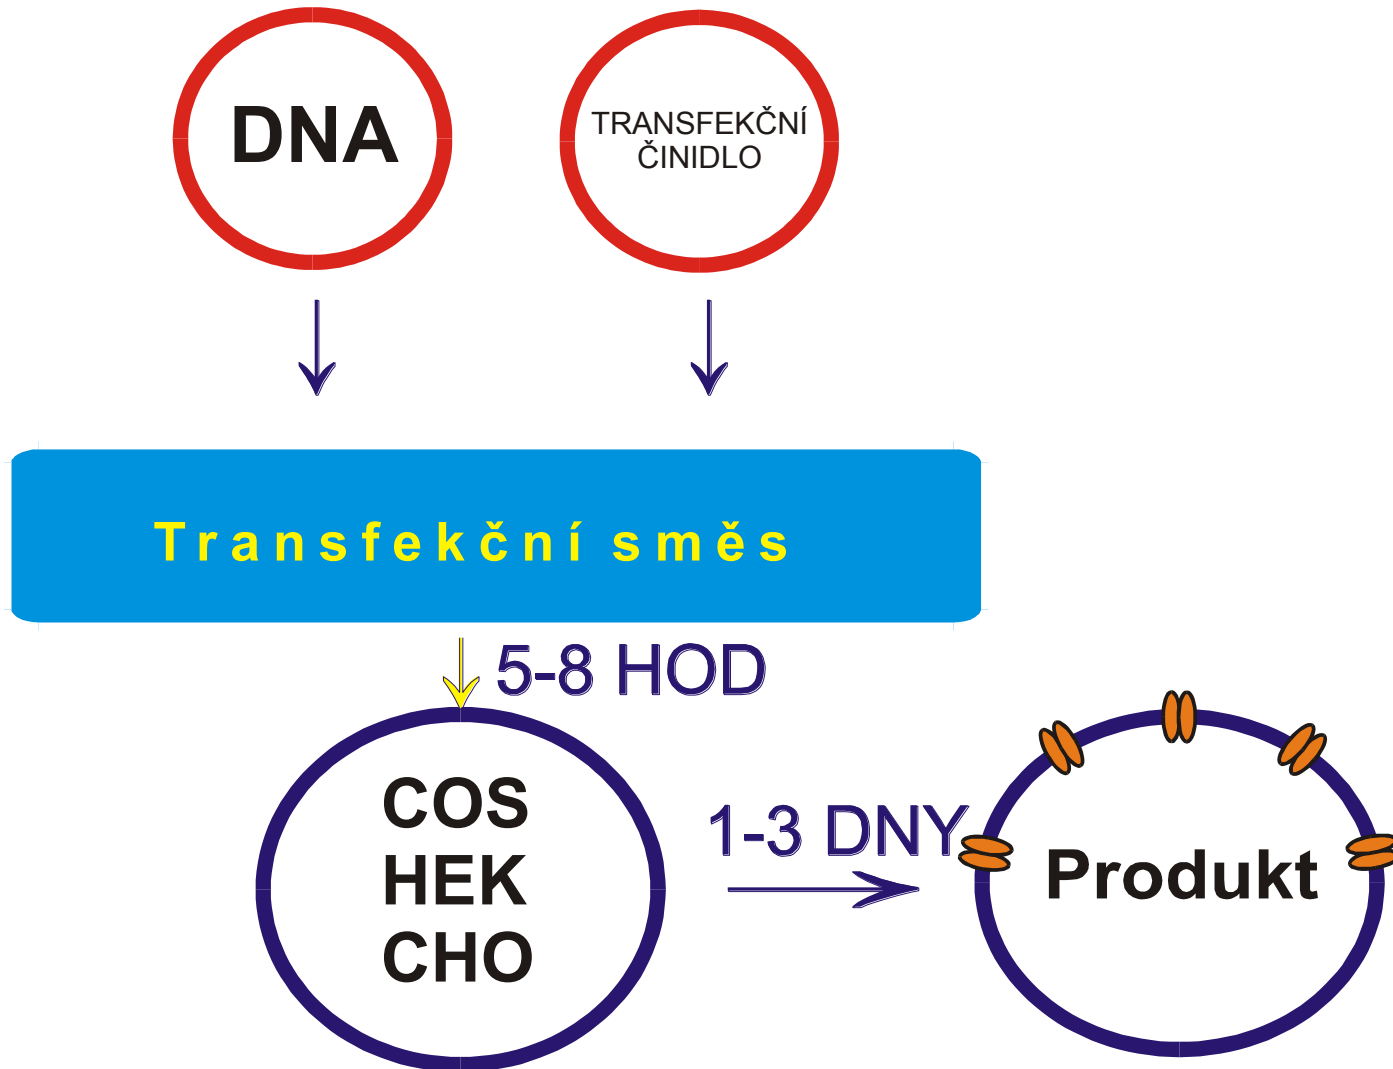 DNA
TRANSFEKČNÍ
ČINIDLO
Transfekční směs
5-8 HOD
COS
HEK
CHO
1-3 DNY
Produkt